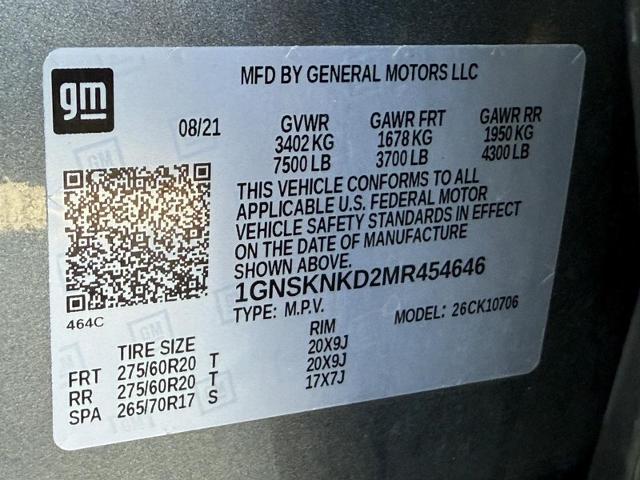 gm
MFD BY GENERAL MOTORS LLC
08/21 GVWR GAWR FRT GAWR RR
3402 KG 1678 KG 1950 KG
7500 LB 3700 LB 4300 LB
THIS VEHICLE CONFORMS TO ALL
APPLICABLE U.S. FEDERAL MOTOR
VEHICLE SAFETY STANDARDS IN EFFECT
ON THE DATE OF MANUFACTURE
SHOWN ABOVE.
1GNSKNKD2MR454646
464C
TYPE: M.P.V. MODEL: 26CK10706
TIRE SIZE RIM
FRT 275/60R20 T 20X9J
RR 275/60R20 T 20X9J
SPA 265/70R17 S 17X7J